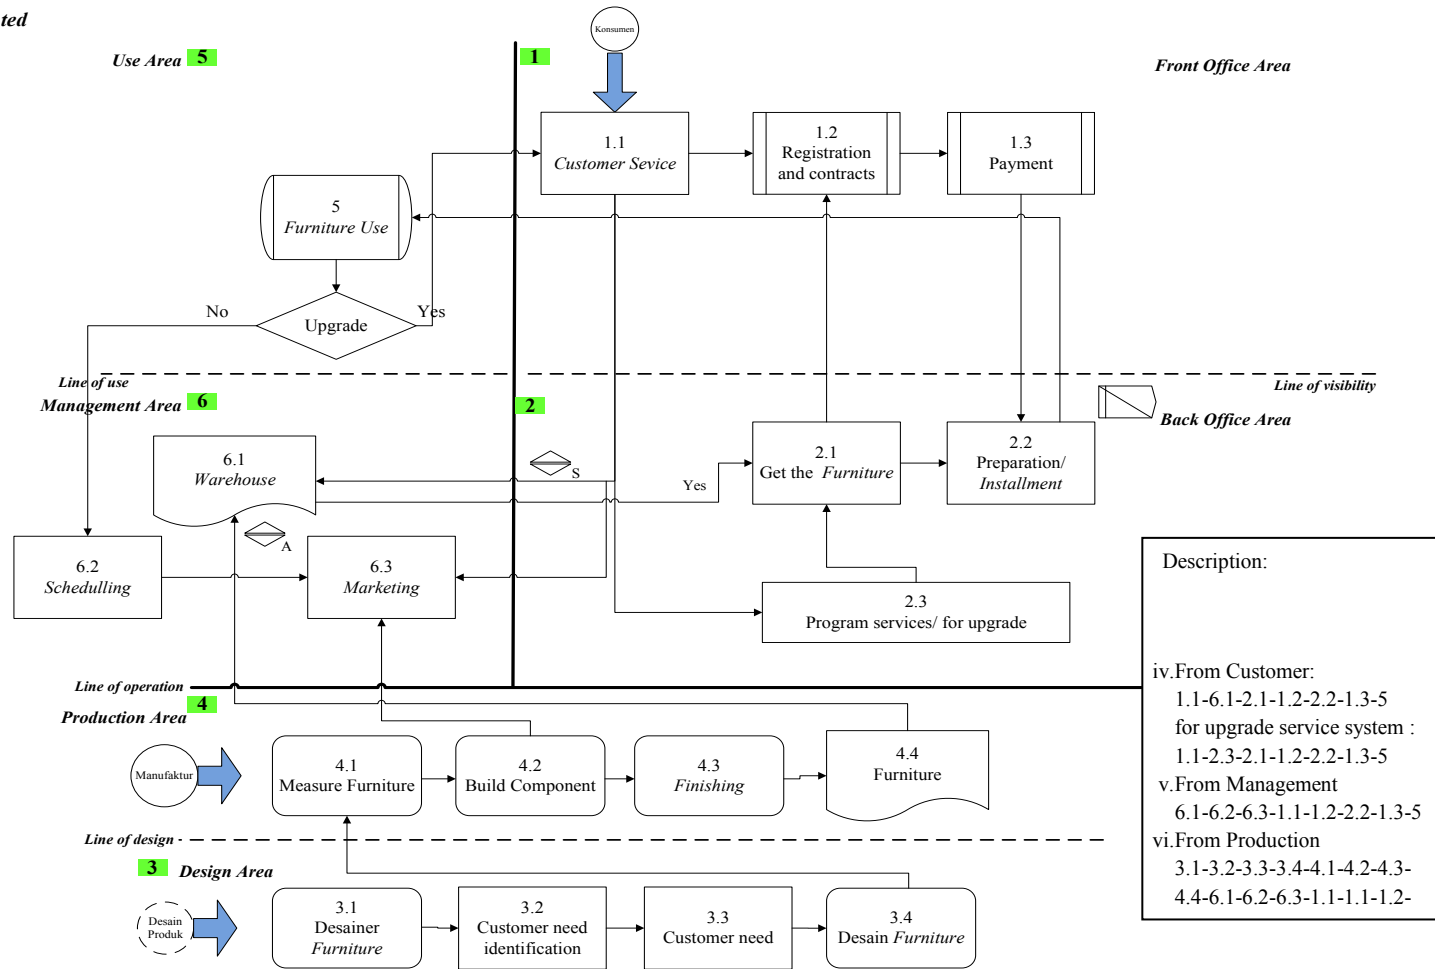 ted
Use Area 5
1
Konsumen
Front Office Area
1.1
Customer Sevice
1.2
Registration
and contracts
1.3
Payment
5
Furniture Use
Upgrade
No
Yes
Line of use
Line of visibility
Management Area 6
2
Back Office Area
6.1
Warehouse
S
Yes
2.1
Get the Furniture
2.2
Preparation/
Installment
A
6.2
Schedulling
6.3
Marketing
2.3
Program services/ for upgrade
Line of operation
Production Area 4
Manufaktur
4.1
Measure Furniture
4.2
Build Component
4.3
Finishing
4.4
Furniture
Line of design
3 Design Area
Desain
Produk
3.1
Desainer
Furniture
3.2
Customer need
identification
3.3
Customer need
3.4
Desain Furniture
Description:
iv.From Customer:
1.1-6.1-2.1-1.2-2.2-1.3-5
for upgrade service system :
1.1-2.3-2.1-1.2-2.2-1.3-5
v.From Management
6.1-6.2-6.3-1.1-1.2-2.2-1.3-5
vi.From Production
3.1-3.2-3.3-3.4-4.1-4.2-4.3-
4.4-6.1-6.2-6.3-1.1-1.1-1.2-